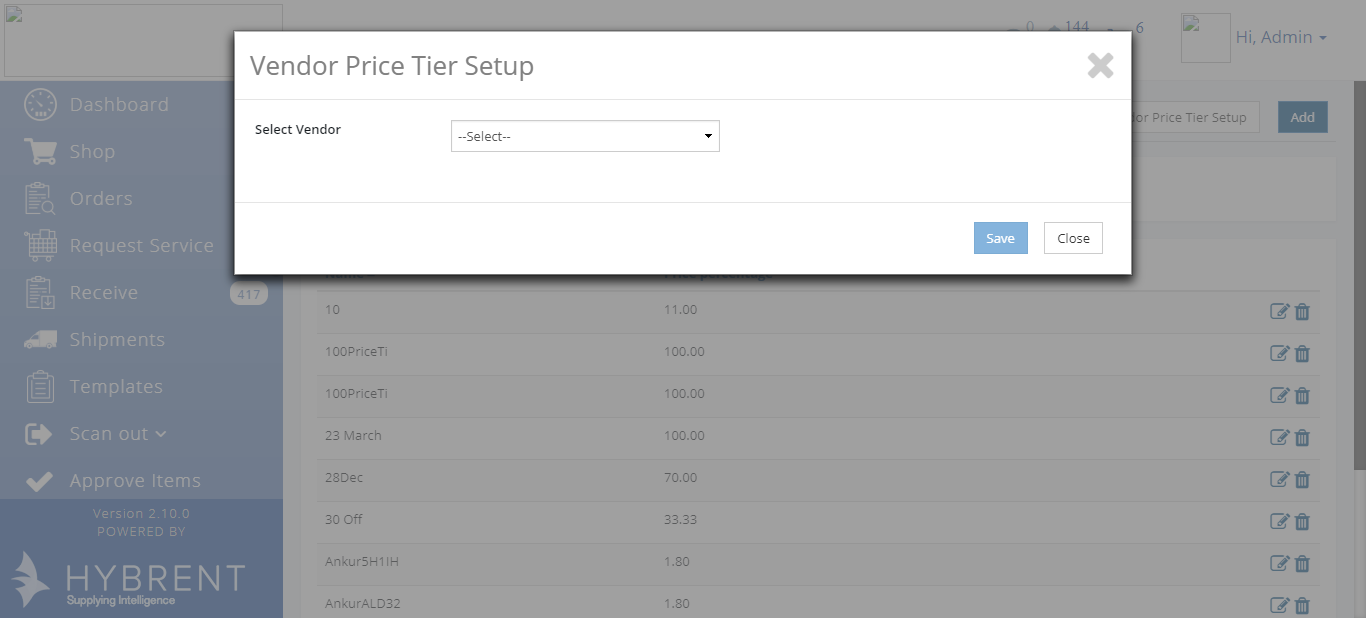 0 144 6
Hi, Admin
Vendor Price Tier Setup
Select Vendor
--Select--
Save
Close
Price Tier Setup
Add
Dashboard
Shop
Orders
Request Service
Receive
417
Shipments
Templates
Scan out
Approve Items
Version 2.10.0
POWERED BY
HYBRENT
Supplying Intelligence
10 11.00
100PriceTi 100.00
100PriceTi 100.00
23 March 100.00
28Dec 70.00
30 Off 33.33
Ankur5H1IH 1.80
AnkurALD32 1.80